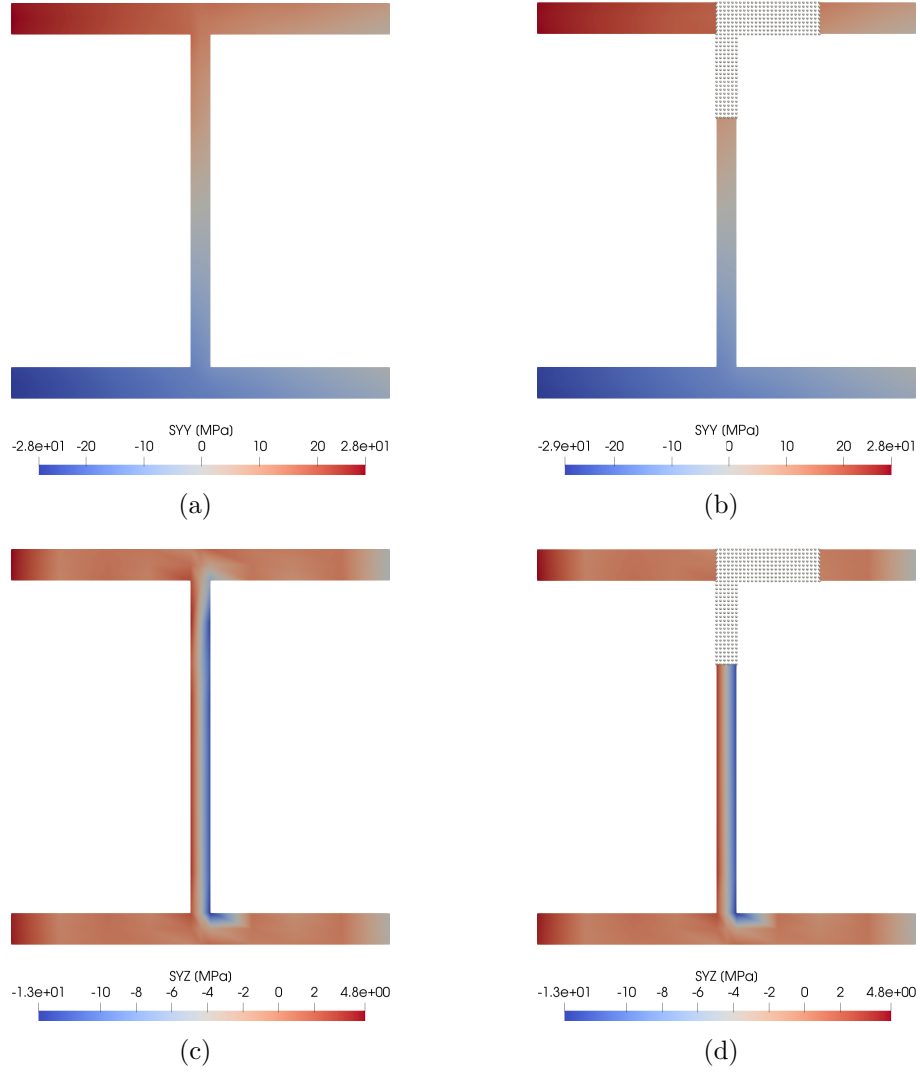 SYY (MPa)
-2.8e+01 -20 -10 0 10 20 2.8e+01
(a)
SYY (MPa)
-2.9e+01 -20 -10 0 10 20 2.8e+01
(b)
SYZ (MPa)
-1.3e+01 -10 -8 -6 -4 -2 0 2 4.8e+00
(c)
SYZ (MPa)
-1.3e+01 -10 -8 -6 -4 -2 0 2 4.8e+00
(d)